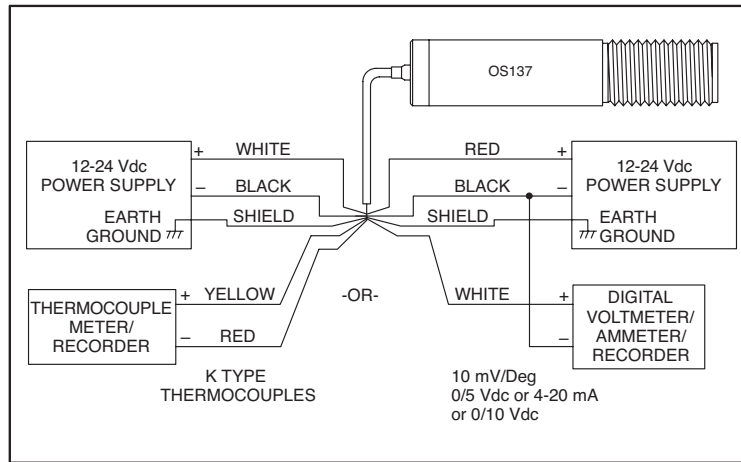 OS137
+ WHITE
12-24 Vdc
POWER SUPPLY
– BLACK
EARTH
GROUND
SHIELD
RED +
12-24 Vdc
POWER SUPPLY
BLACK –
SHIELD
EARTH
GROUND
THERMOCOUPLE
METER/
RECORDER
+ YELLOW
– RED
-OR-
WHITE +
–
DIGITAL
VOLTMETER/
AMMETER/
RECORDER
K TYPE
THERMOCOUPLES
10 mV/Deg
0/5 Vdc or 4-20 mA
or 0/10 Vdc